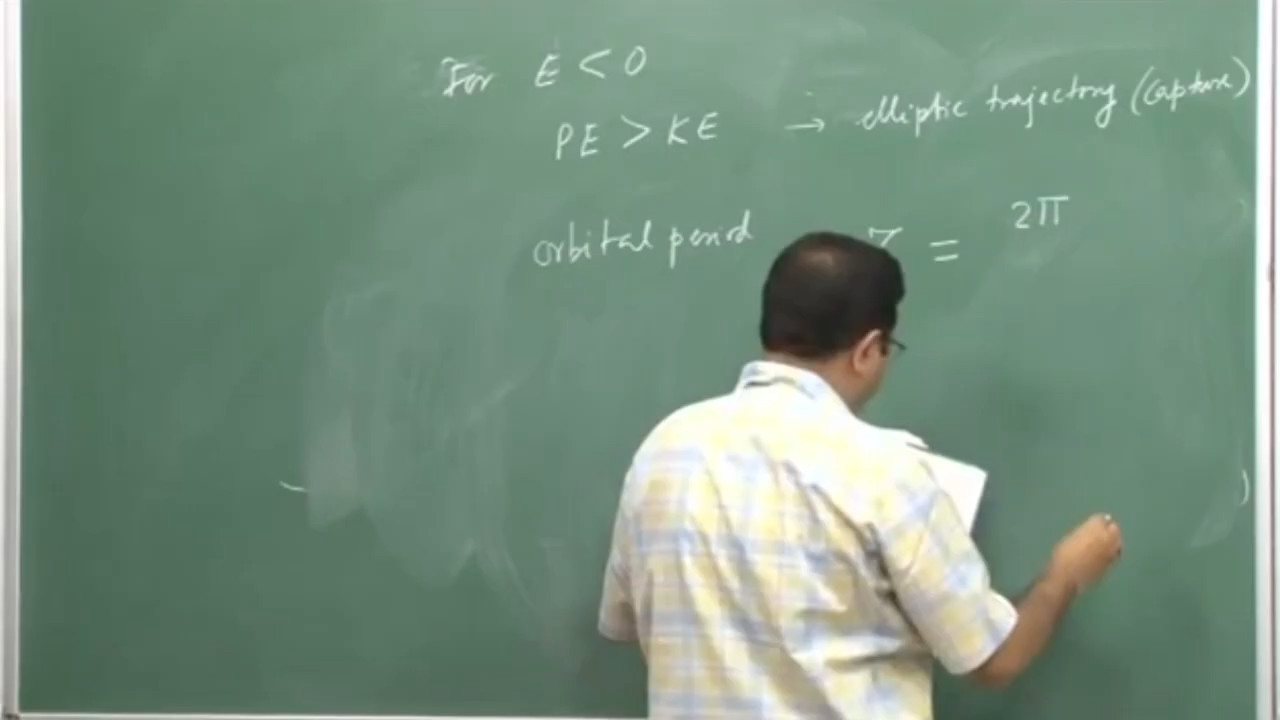 For E < 0
PE > KE → elliptic trajectory (capture)
orbital period τ = 2π